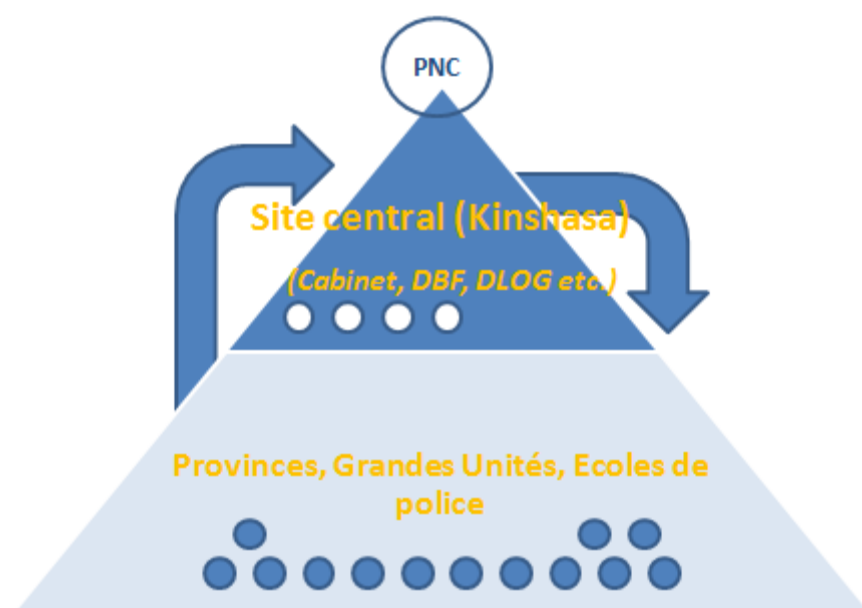 PNC
Site central (Kinshasa)
(Cabinet, DBF, DLOG etc.)
Provinces, Grandes Unités, Ecoles de
police